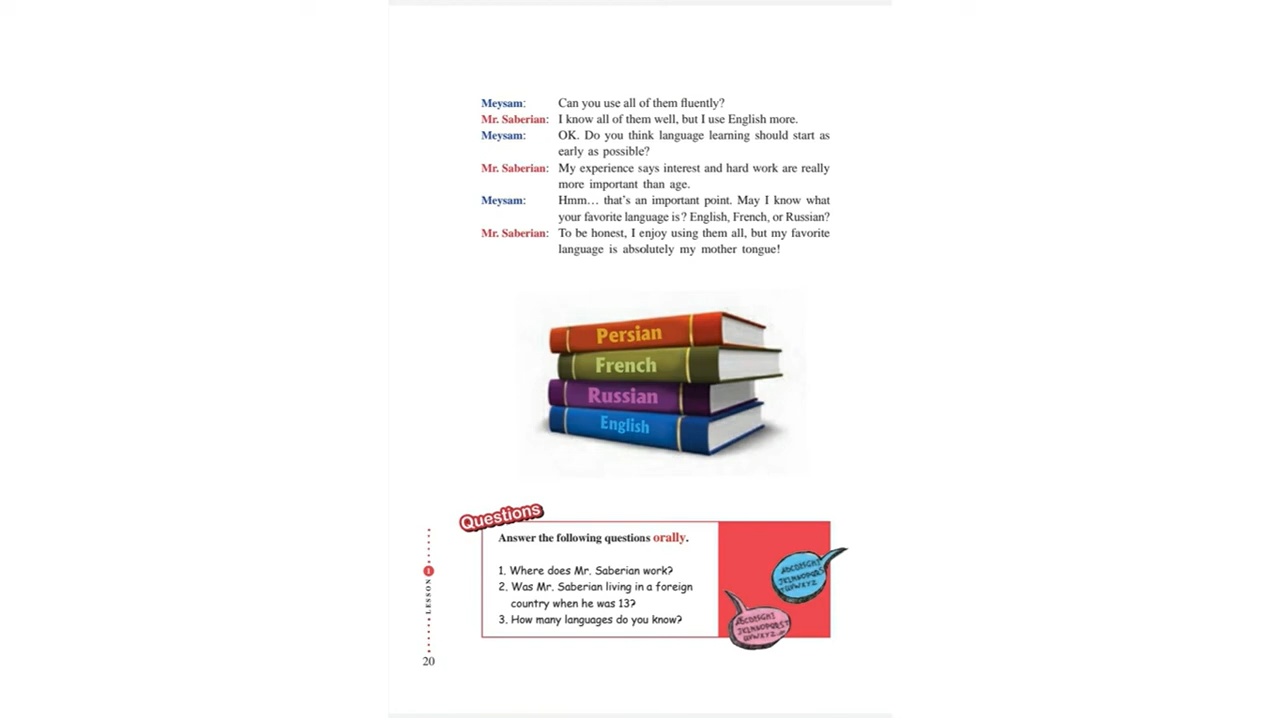 Meysam: Can you use all of them fluently?
Mr. Saberian: I know all of them well, but I use English more.
Meysam: OK. Do you think language learning should start as
early as possible?
Mr. Saberian: My experience says interest and hard work are really
more important than age.
Meysam: Hmm… that's an important point. May I know what
your favorite language is? English, French, or Russian?
Mr. Saberian: To be honest, I enjoy using them all, but my favorite
language is absolutely my mother tongue!
Persian
French
Russian
English
Questions
Answer the following questions orally.
1. Where does Mr. Saberian work?
2. Was Mr. Saberian living in a foreign
country when he was 13?
3. How many languages do you know?
LESSON 1
20